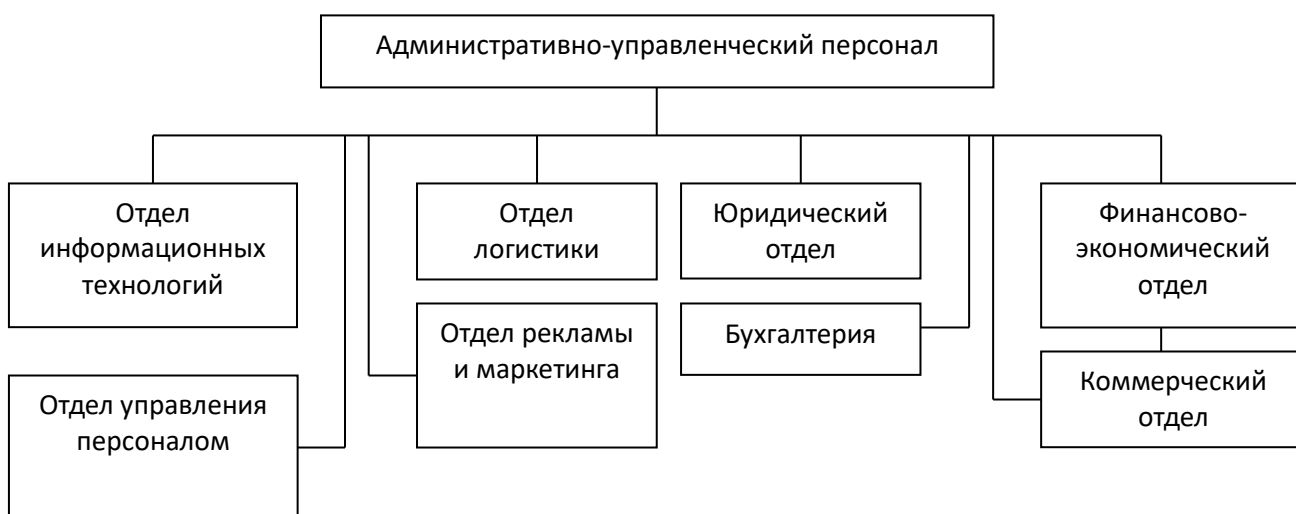 Административно-управленческий персонал
Отдел
информационных
технологий
Отдел
логистики
Юридический
отдел
Финансово-
экономический
отдел
Отдел рекламы
и маркетинга
Бухгалтерия
Коммерческий
отдел
Отдел управления
персоналом